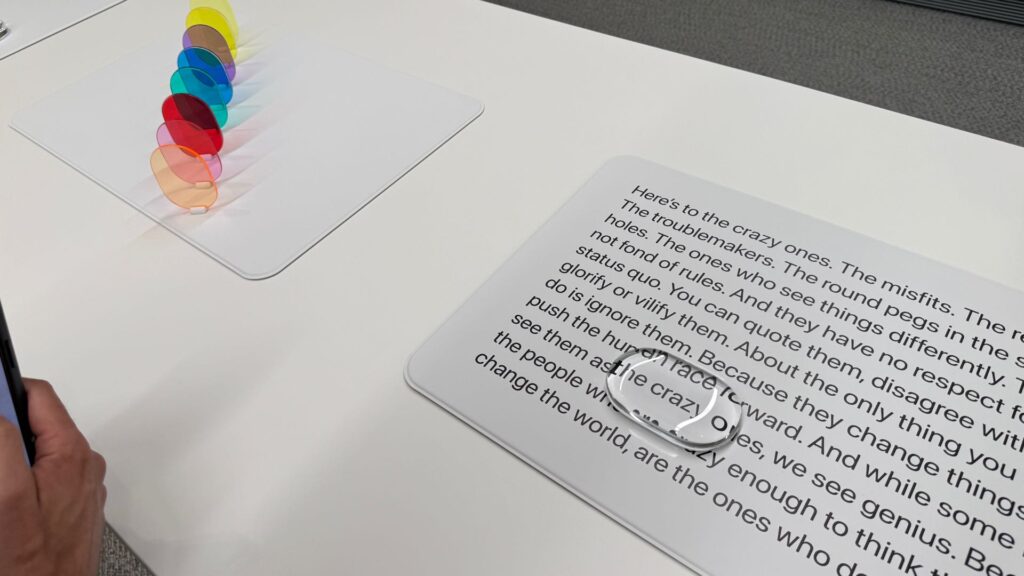 Here's to the crazy ones. The misfits. The
The troublemakers. The round pegs in the
holes. The ones who see things differently.
not fond of rules. And they have no respect
status quo. You can quote them, disagree with
glorify or vilify them. About the only thing you
do is ignore them. Because they change things
push the human race forward. And while some
see them as the crazy ones, we see genius.
the people who are crazy enough to think
change the world, are the ones who